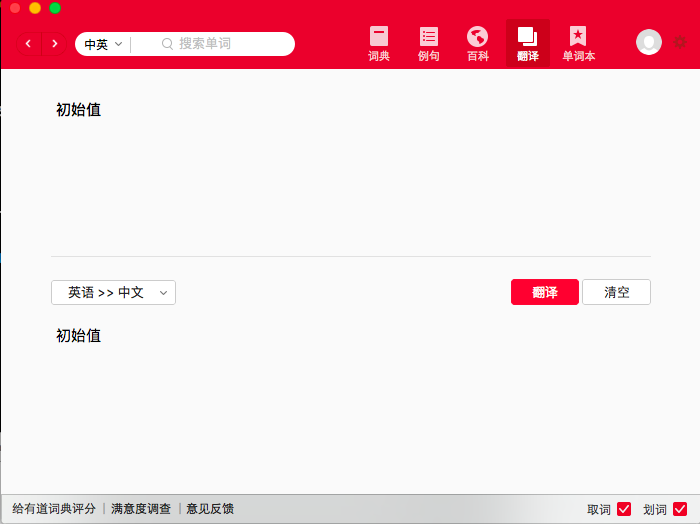 中英
搜索单词
词典
例句
百科
翻译
单词本
初始值
英语 >> 中文
翻译
清空
初始值
给有道词典评分 | 满意度调查 | 意见反馈
取词
划词